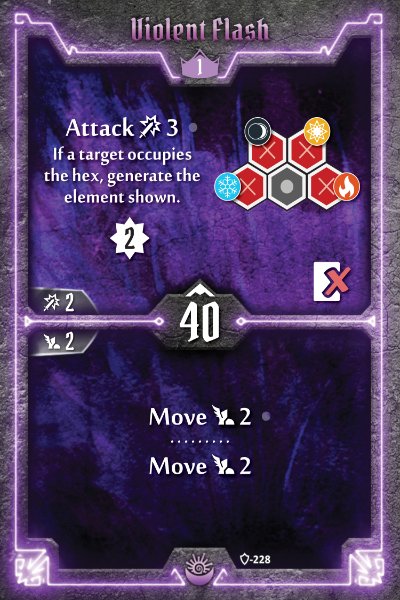 Violent Flash
1
Attack 3
If a target occupies
the hex, generate the
element shown.
2
2
40
2
Move 2
Move 2
-228